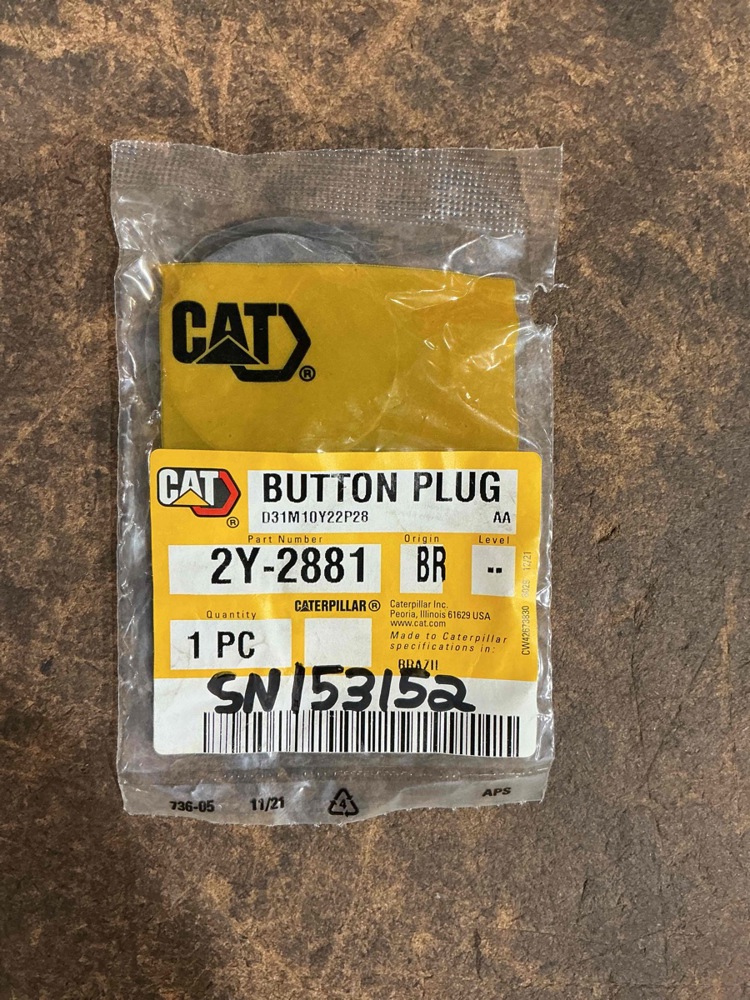 CAT®
CAT® BUTTON PLUG
D31M10Y22P28 AA
Part Number Origin Level
2Y-2881 BR --
Quantity
1 PC
CATERPILLAR®
Caterpillar Inc.
Peoria, Illinois 61629 USA
www.cat.com
Made to Caterpillar
specifications in:
BRAZIL
SN153152
736-05 11/21 4 APS